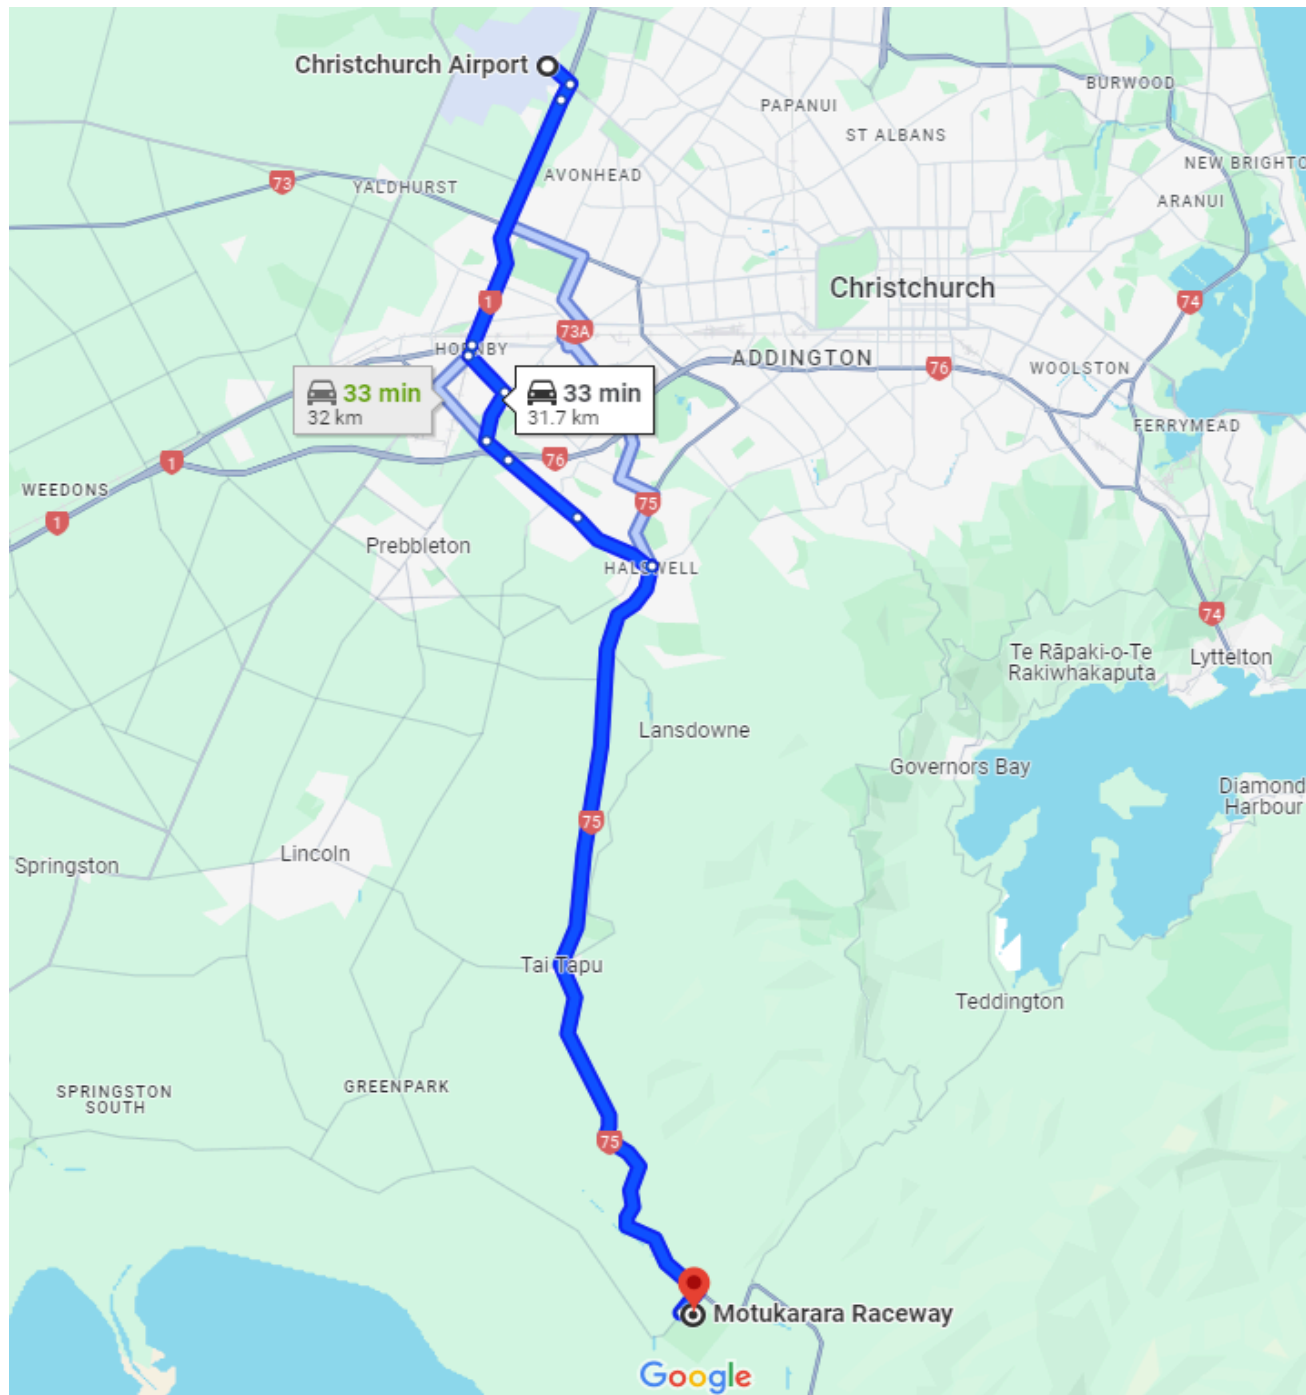 Christchurch Airport
BURWOOD
PAPANUI
ST ALBANS
NEW BRIGHTO
73
YALDHURST
AVONHEAD
ARANUI
Christchurch
1
74
73A
HORNBY
ADDINGTON
76
WOOLSTON
33 min
32 km
33 min
31.7 km
FERRYMEAD
1
76
WEEDONS
1
75
Prebbleton
HALSWELL
74
Te Rāpaki-o-Te
Rakiwhakaputa
Lyttelton
Lansdowne
Governors Bay
Diamond
Harbour
75
Lincoln
Springston
Tai Tapu
Teddington
SPRINGSTON
SOUTH
GREENPARK
75
Motukarara Raceway
Google